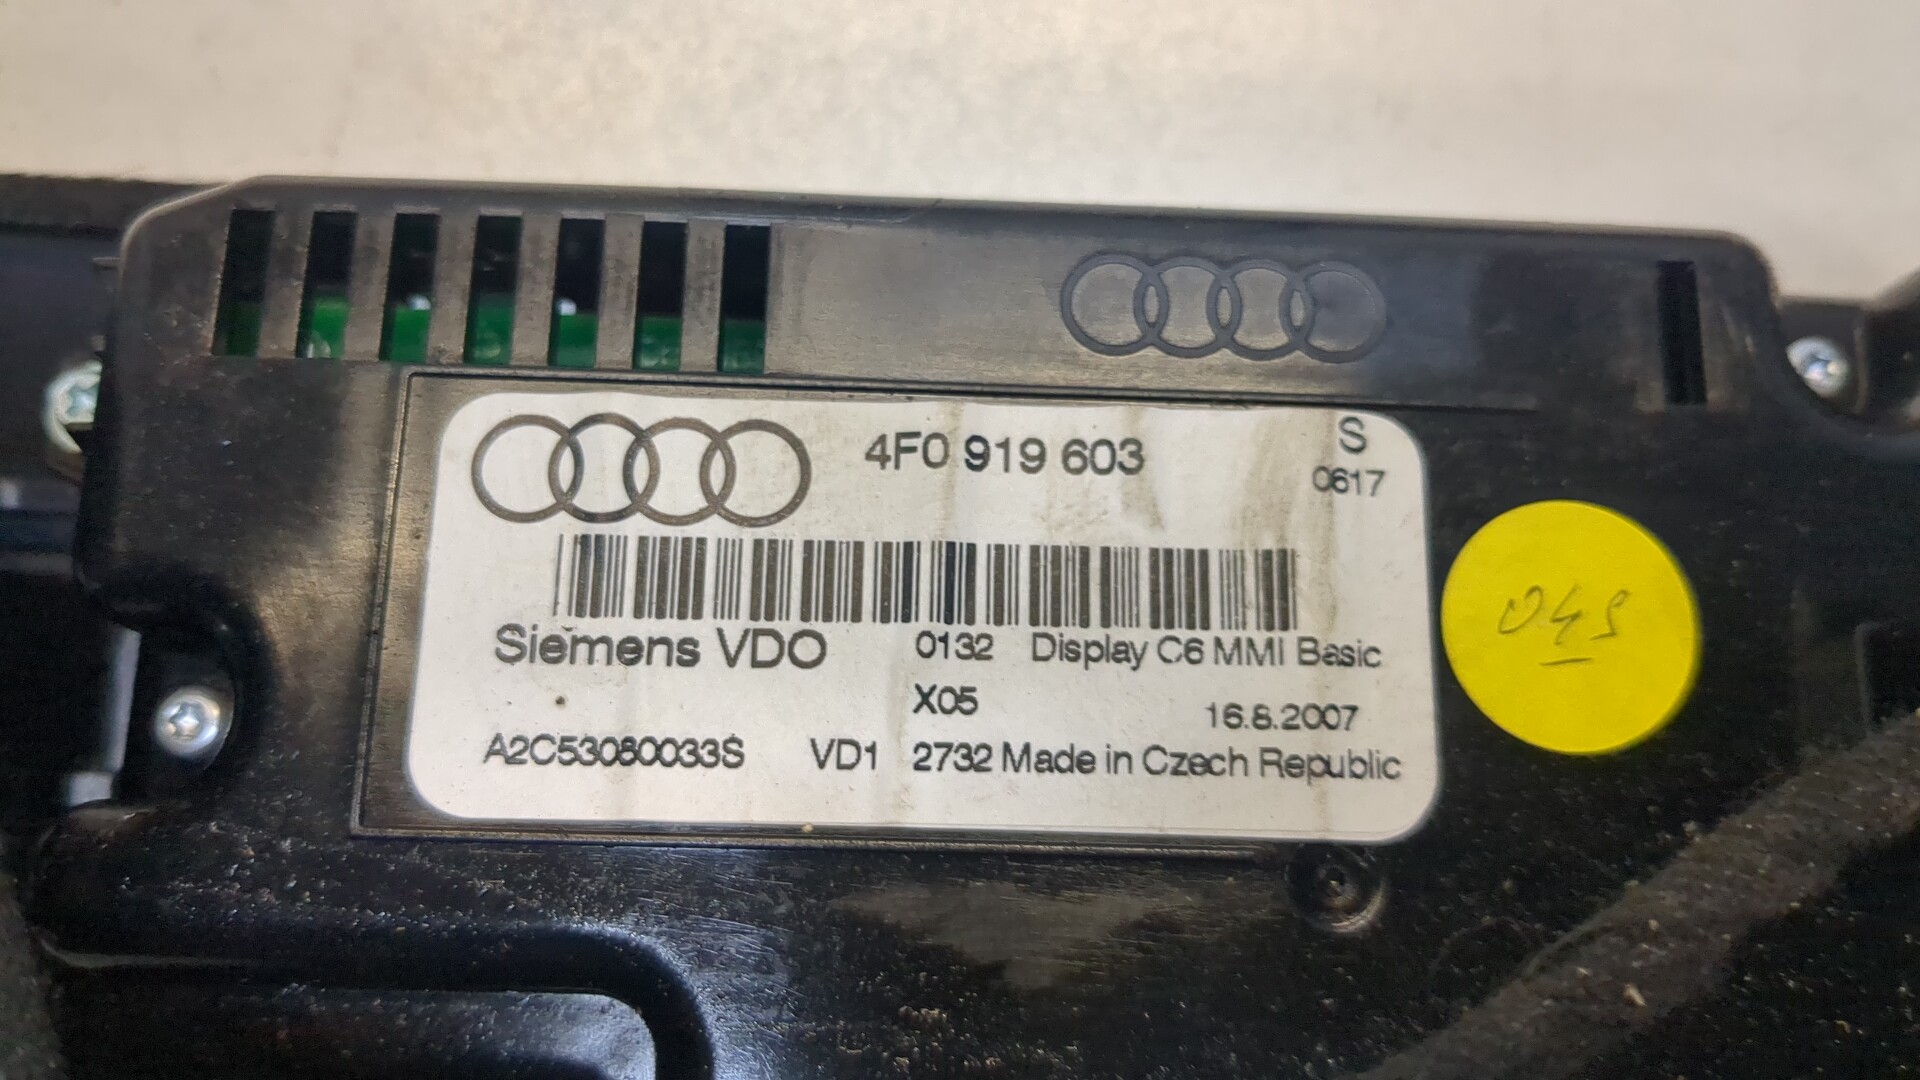 4F0 919 603 S
0617
Siemens VDO 0132 Display C6 MMI Basic
X05 16.8.2007
A2C53080033S VD1 2732 Made in Czech Republic